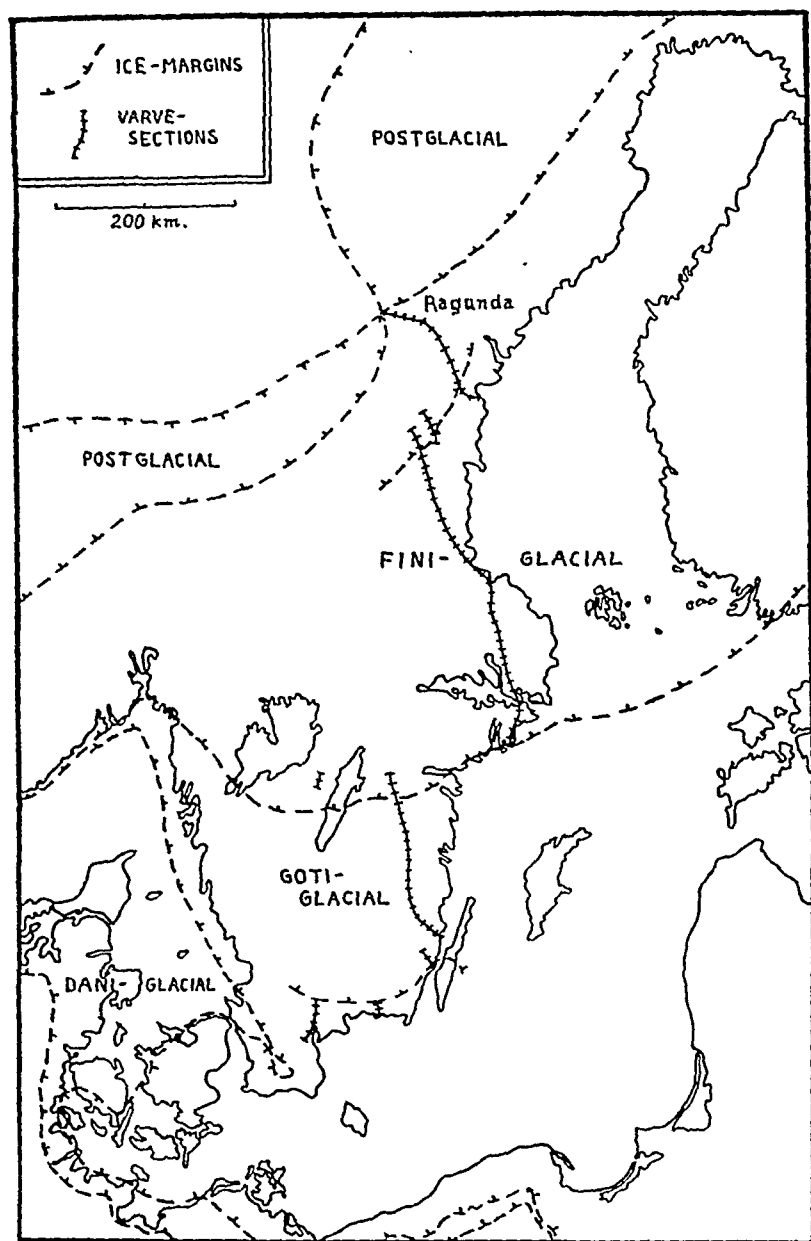 ICE-MARGINS
VARVE-
SECTIONS
200 km.
POSTGLACIAL
Ragunda
POSTGLACIAL
FINI- GLACIAL
GOTI-
GLACIAL
DANI-GLACIAL